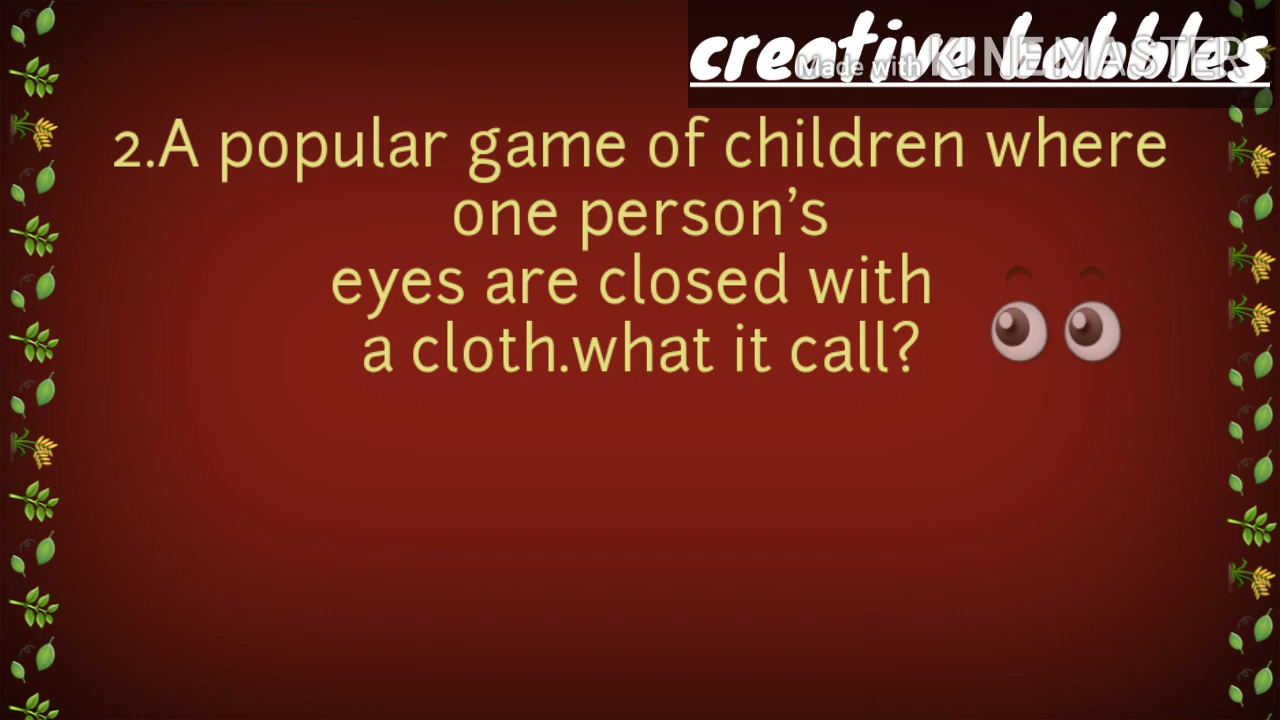 creative babbles
Made with KINEMASTER
2.A popular game of children where
one person’s
eyes are closed with
a cloth.what it call?